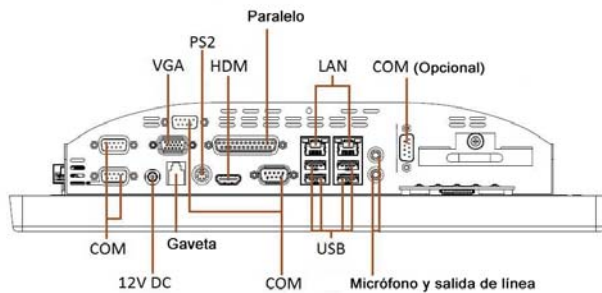 Paralelo
PS2
VGA HDM LAN COM (Opcional)
COM Gaveta USB
12V DC COM Micrófono y salida de línea